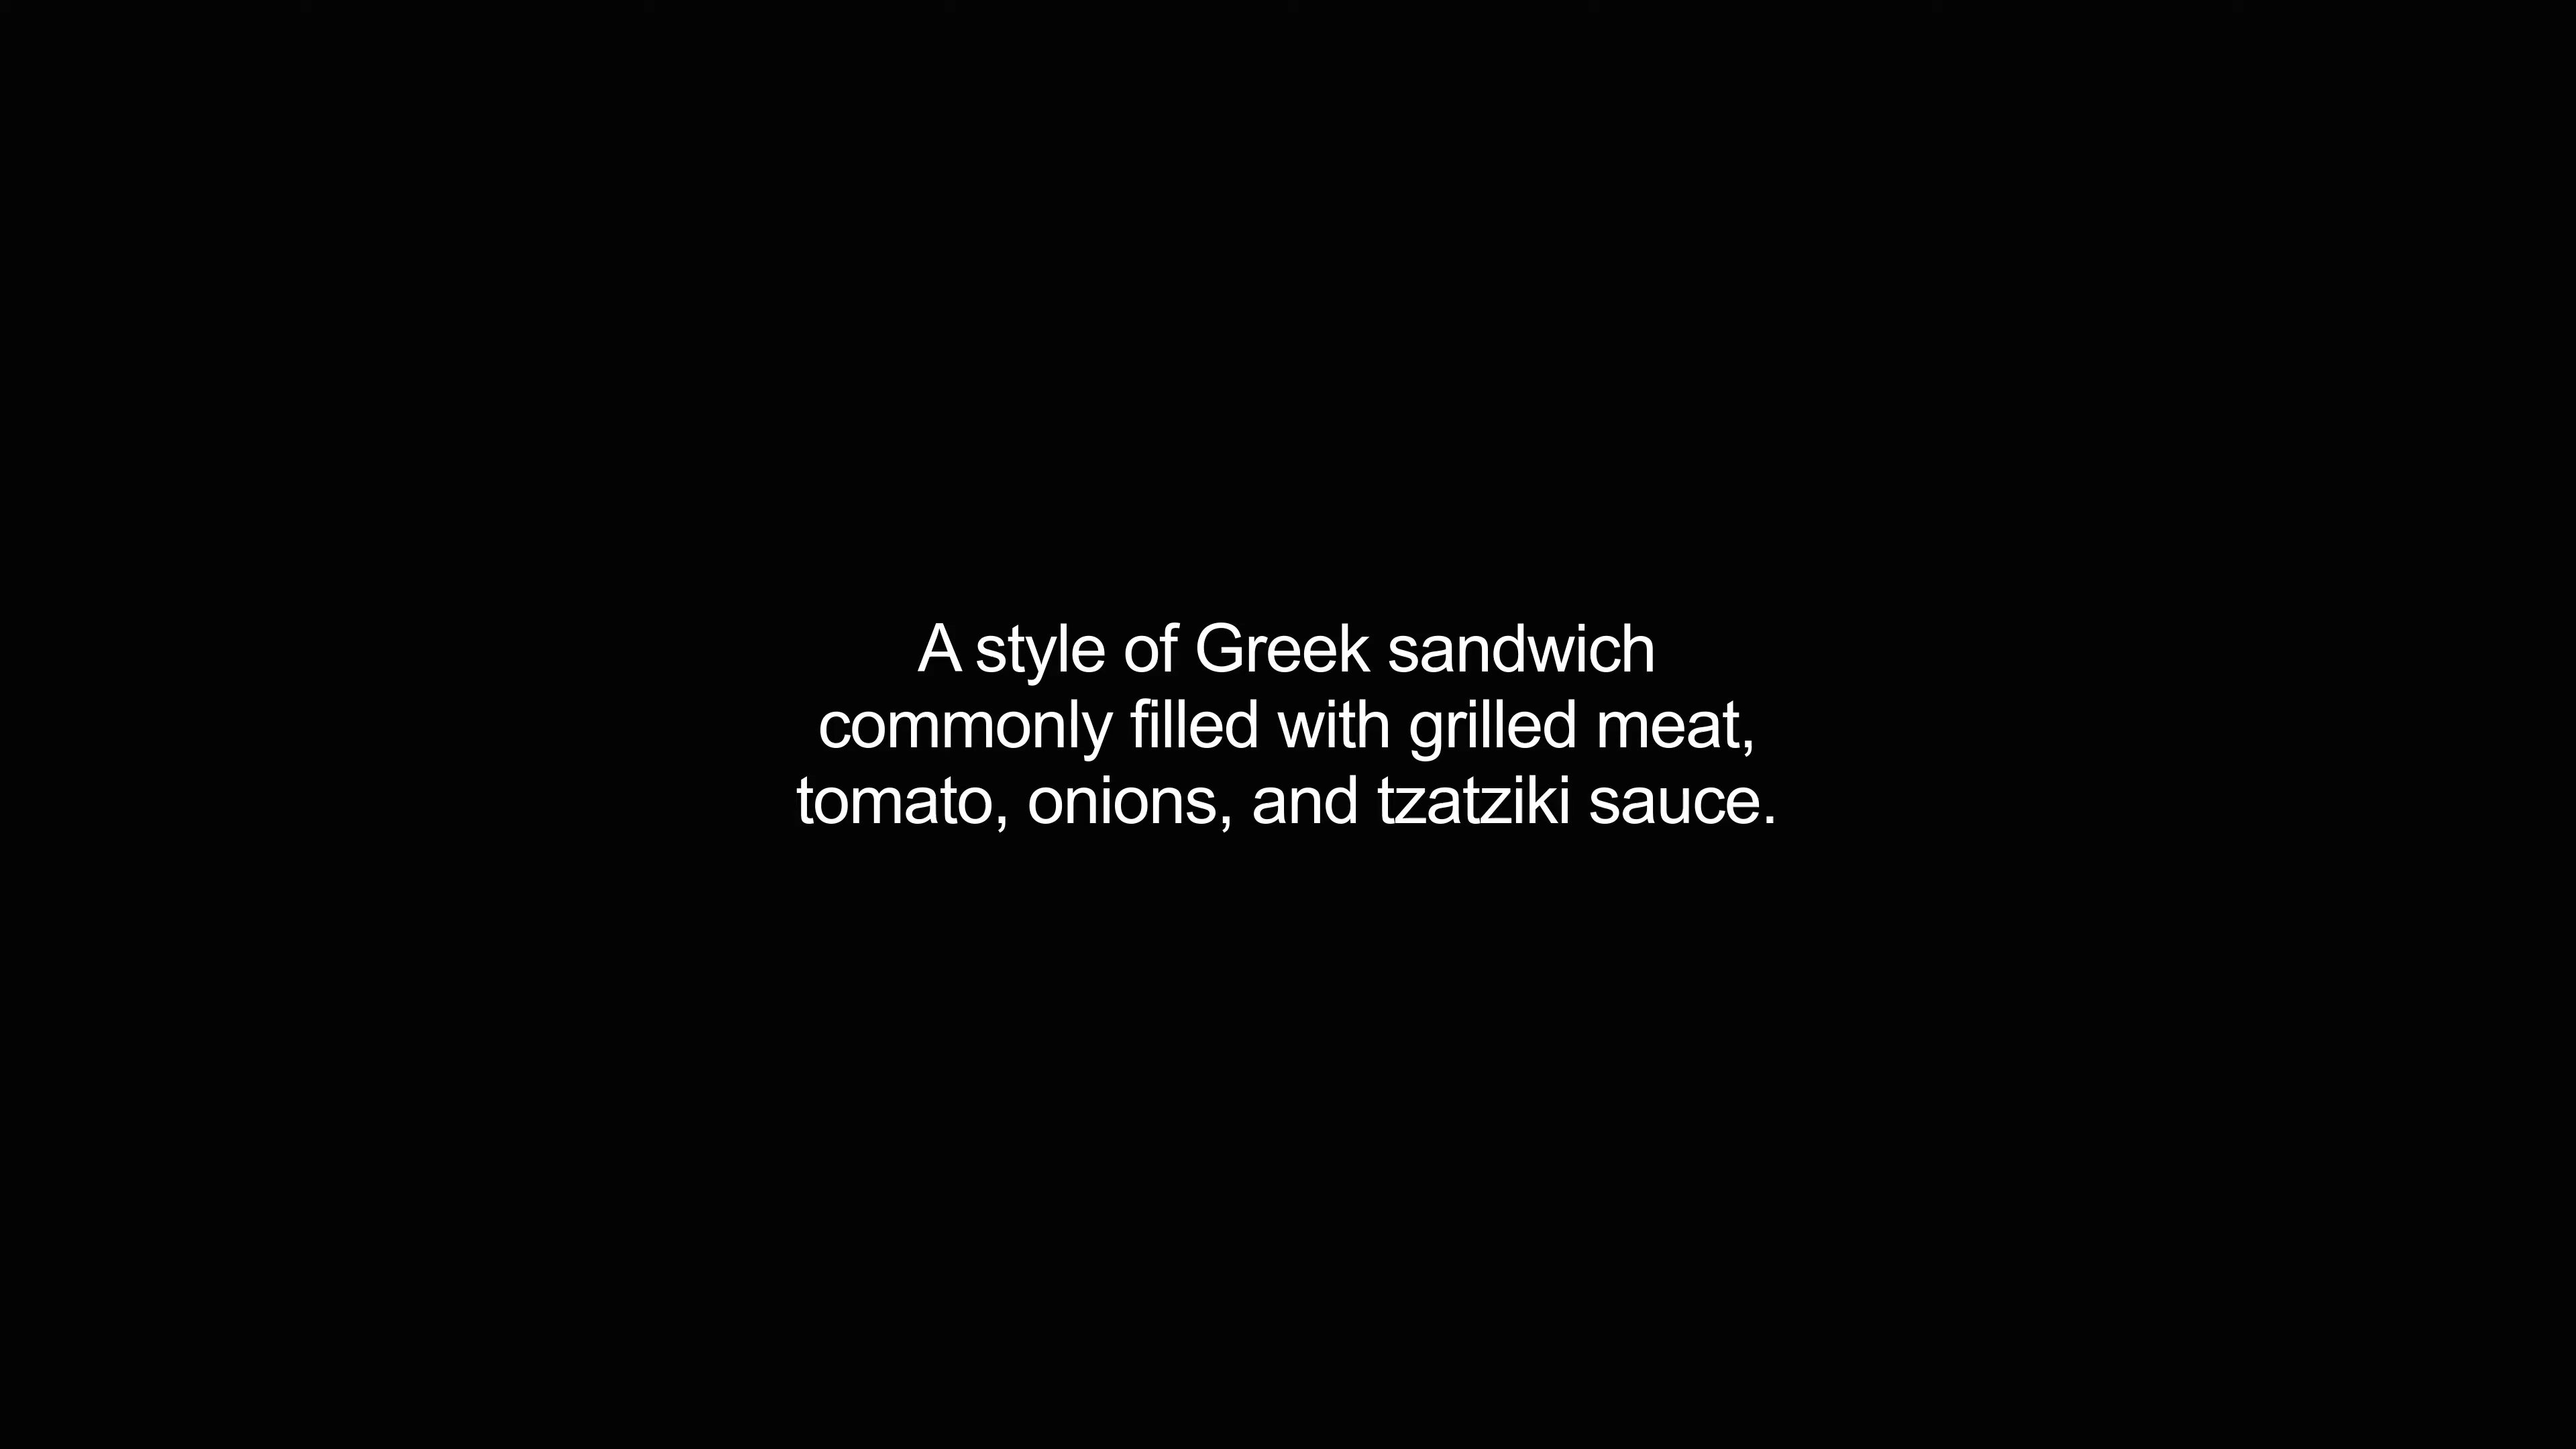 A style of Greek sandwich
commonly filled with grilled meat,
tomato, onions, and tzatziki sauce.